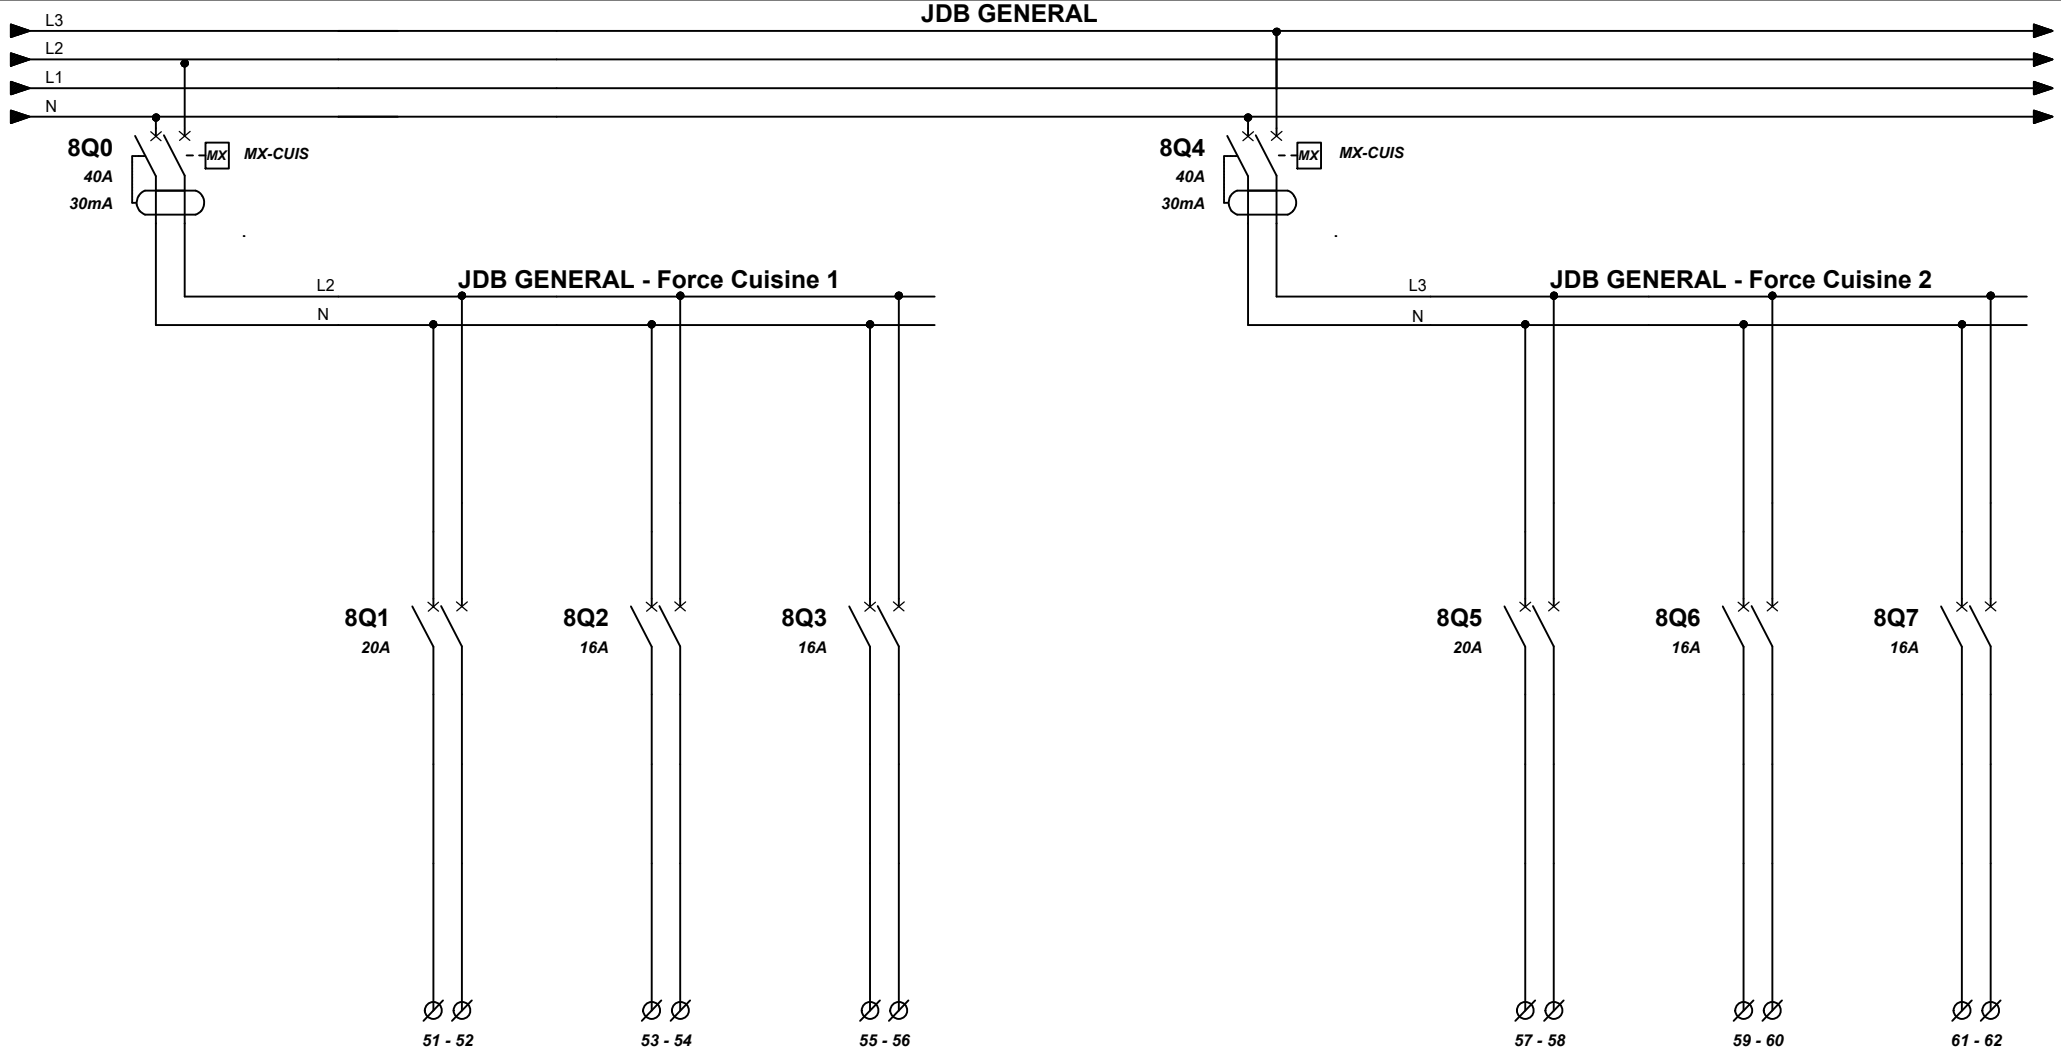 JDB GENERAL
L3
L2
L1
N
8Q0
40A
30mA
MX
MX-CUIS
8Q4
40A
30mA
MX
MX-CUIS
JDB GENERAL - Force Cuisine 1
L2
N
JDB GENERAL - Force Cuisine 2
L3
N
8Q1
20A
8Q2
16A
8Q3
16A
8Q5
20A
8Q6
16A
8Q7
16A
51 - 52
53 - 54
55 - 56
57 - 58
59 - 60
61 - 62